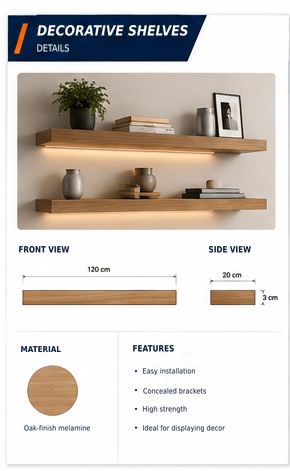 DECORATIVE SHELVES
DETAILS
FRONT VIEW
SIDE VIEW
120 cm
20 cm
3 cm
MATERIAL
Oak-finish melamine
FEATURES
• Easy installation
• Concealed brackets
• High strength
• Ideal for displaying decor